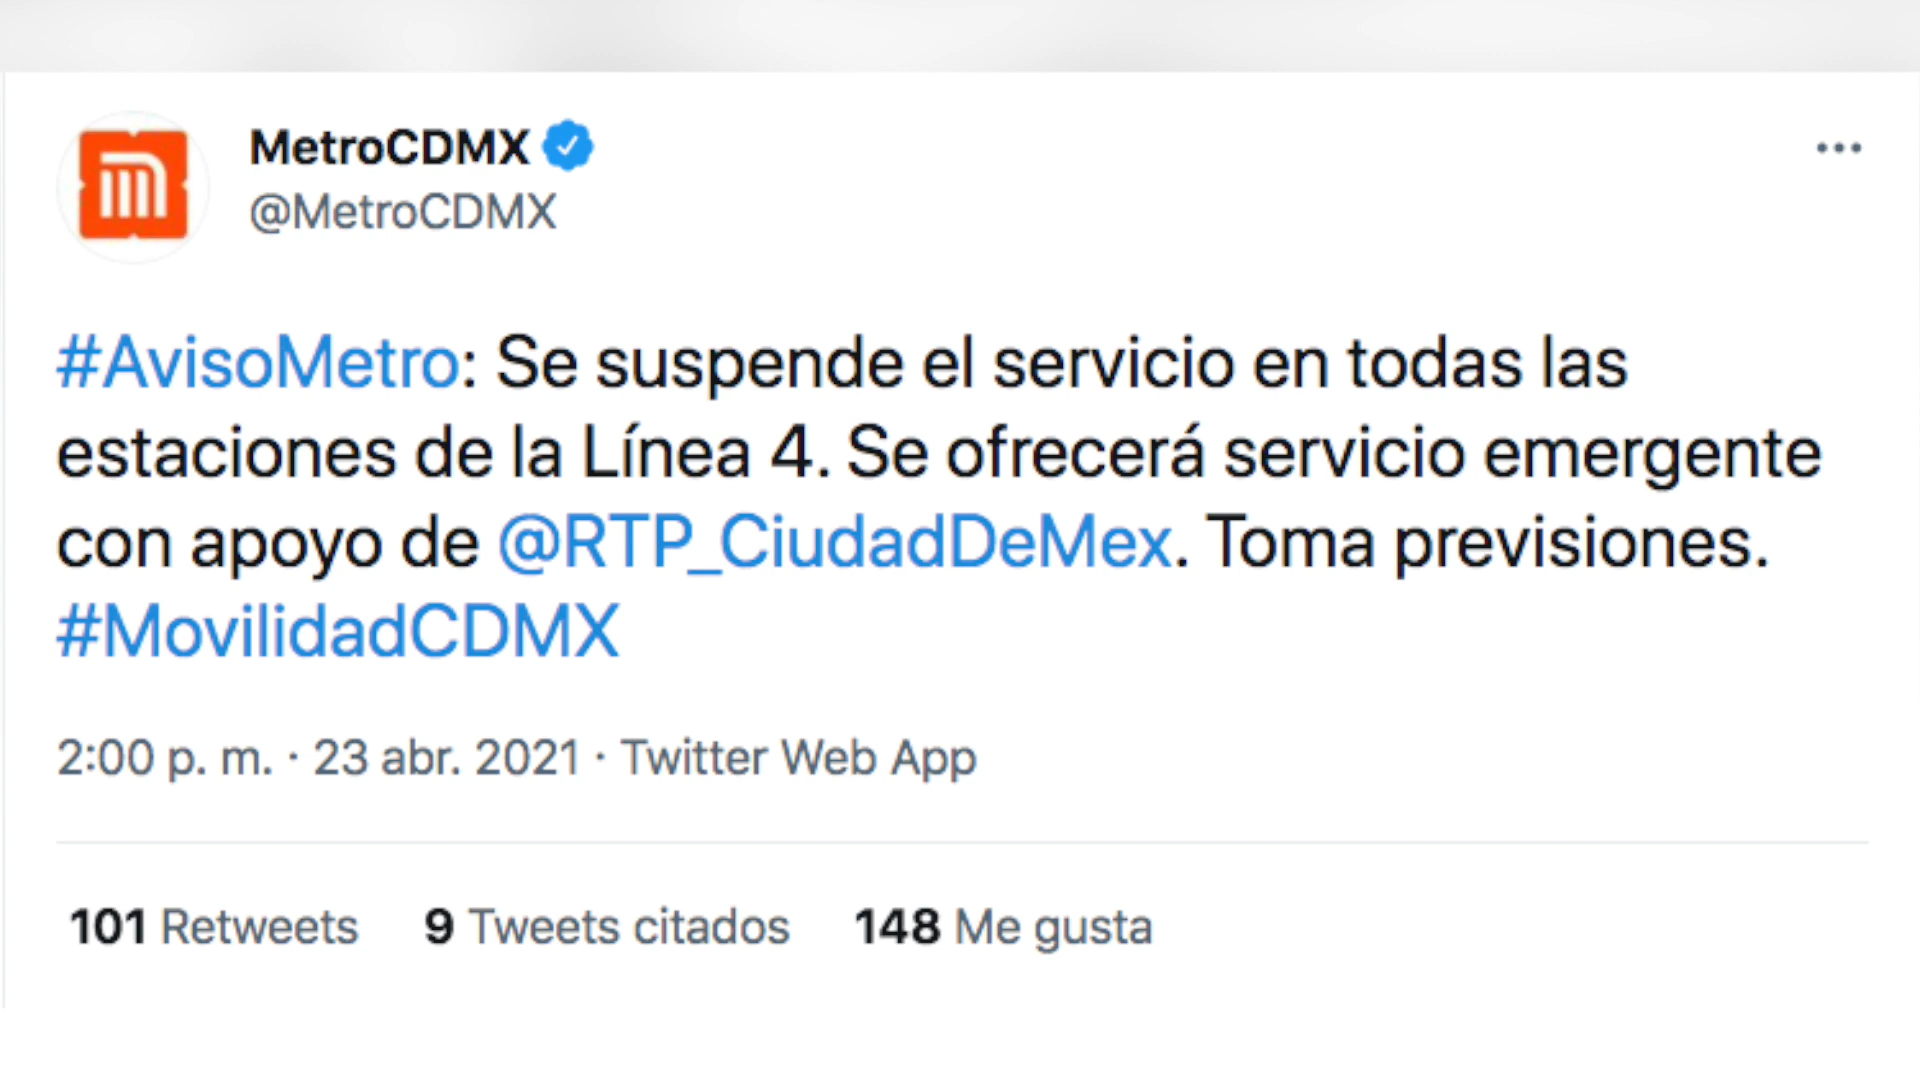 MetroCDMX
@MetroCDMX
#AvisoMetro: Se suspende el servicio en todas las
estaciones de la Línea 4. Se ofrecerá servicio emergente
con apoyo de @RTP_CiudadDeMex. Toma previsiones.
#MovilidadCDMX
2:00 p. m. · 23 abr. 2021 · Twitter Web App
101 Retweets 9 Tweets citados 148 Me gusta